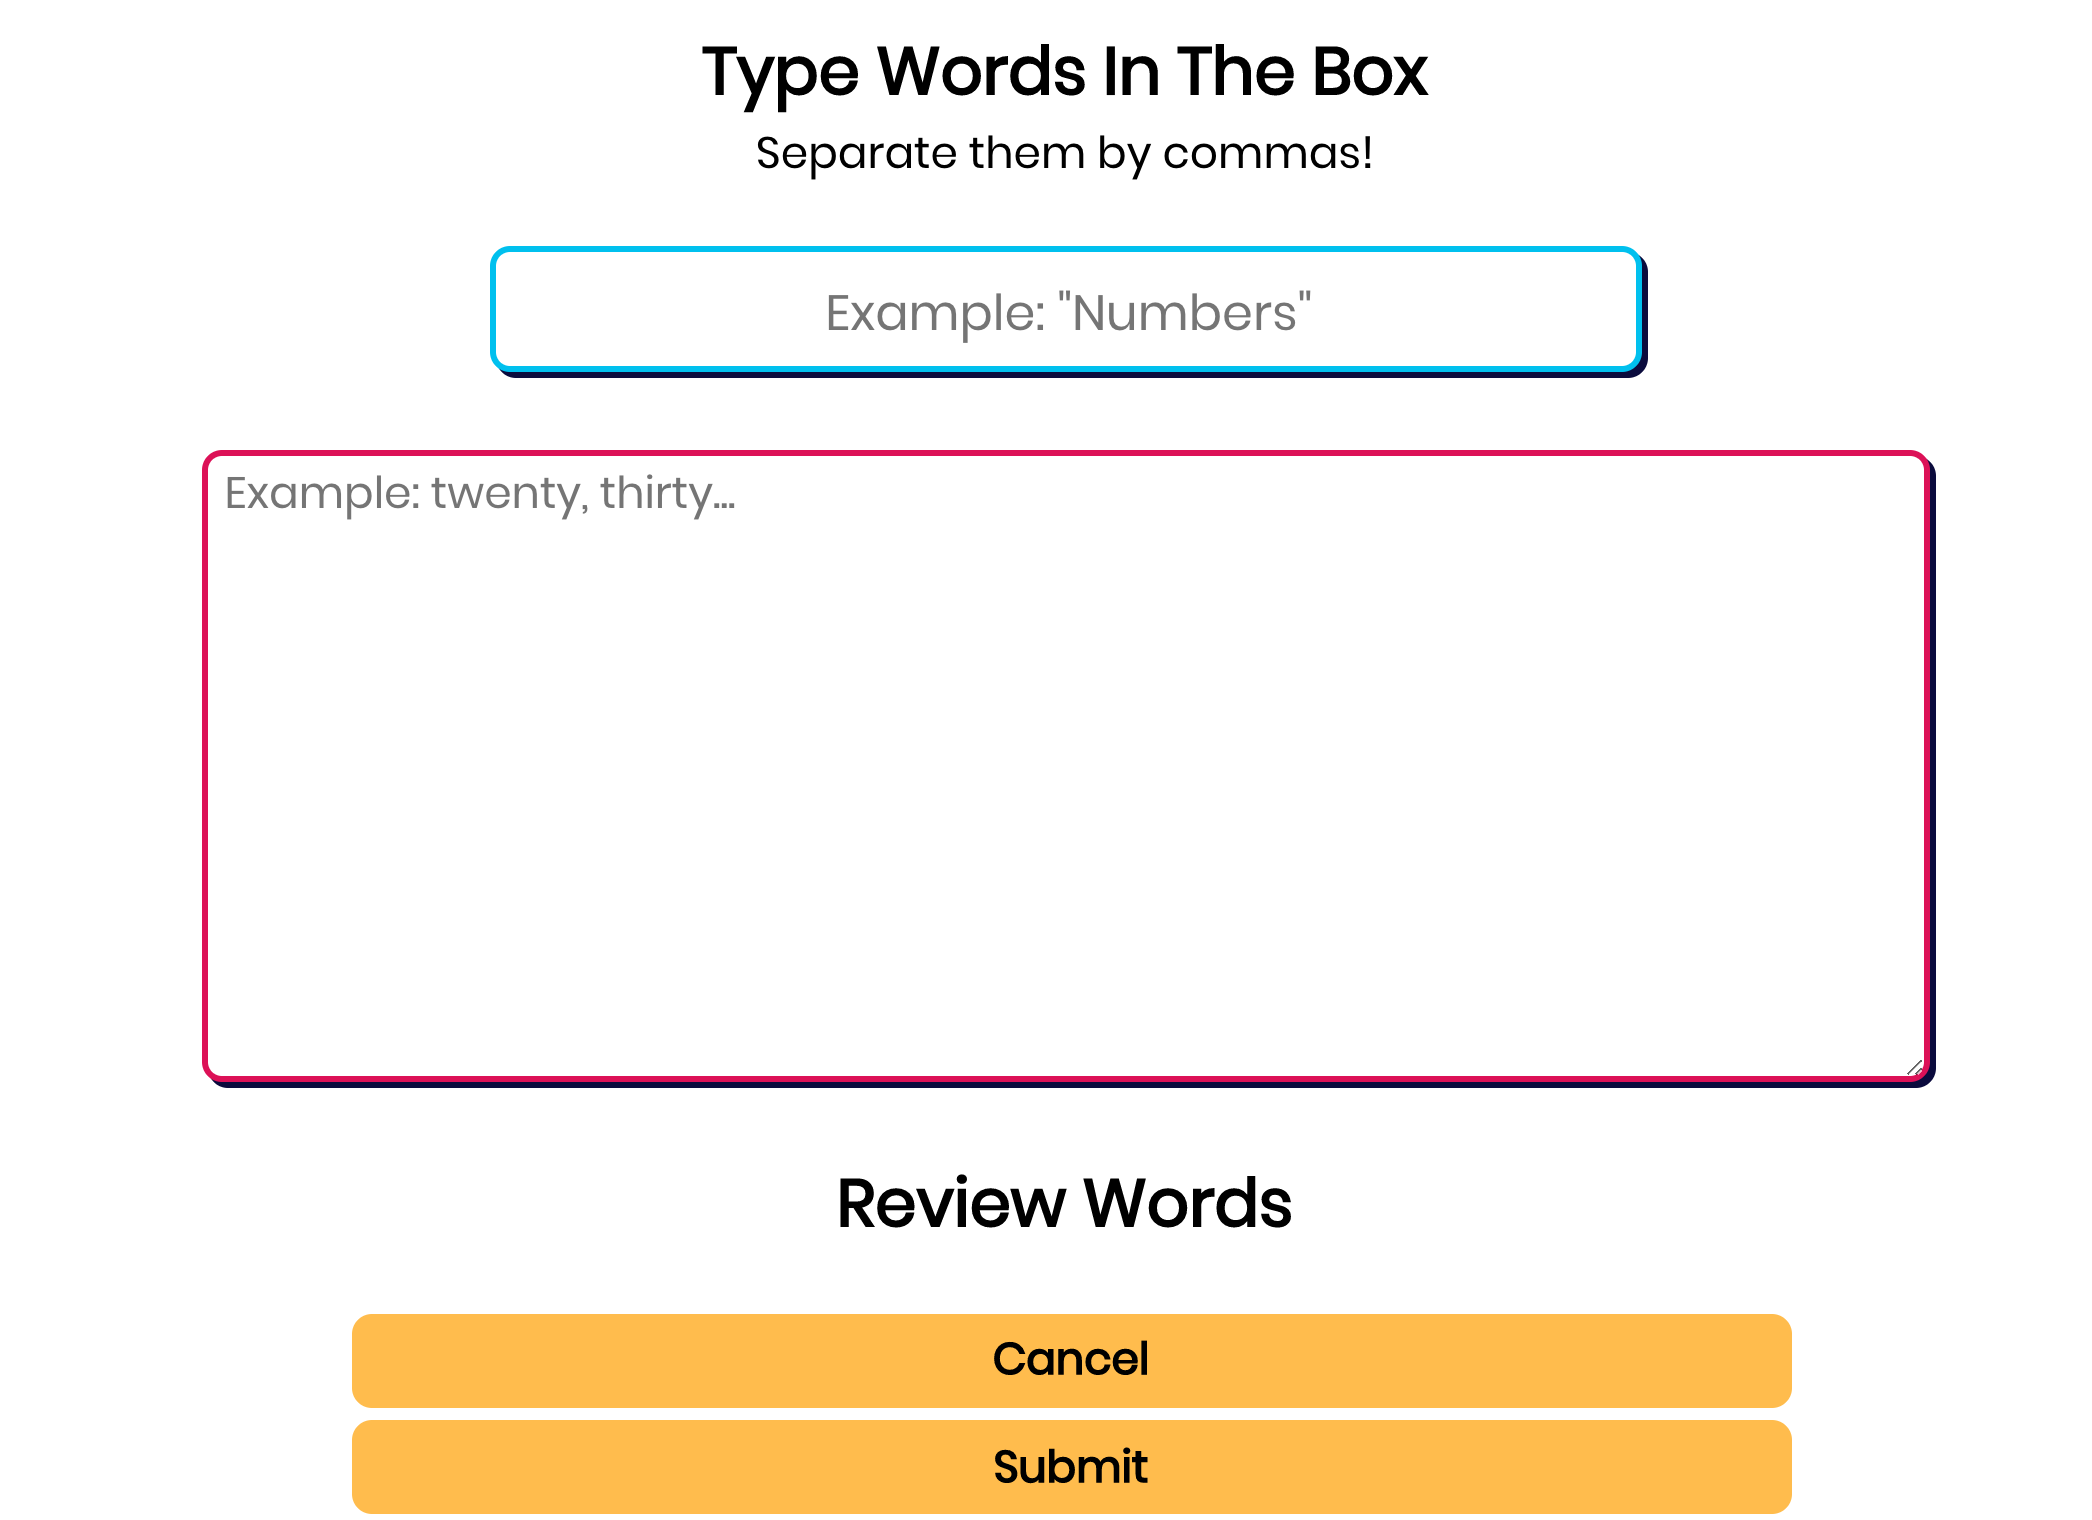 Type Words In The Box
Separate them by commas!
Example: "Numbers"
Example: twenty, thirty...
Review Words
Cancel
Submit